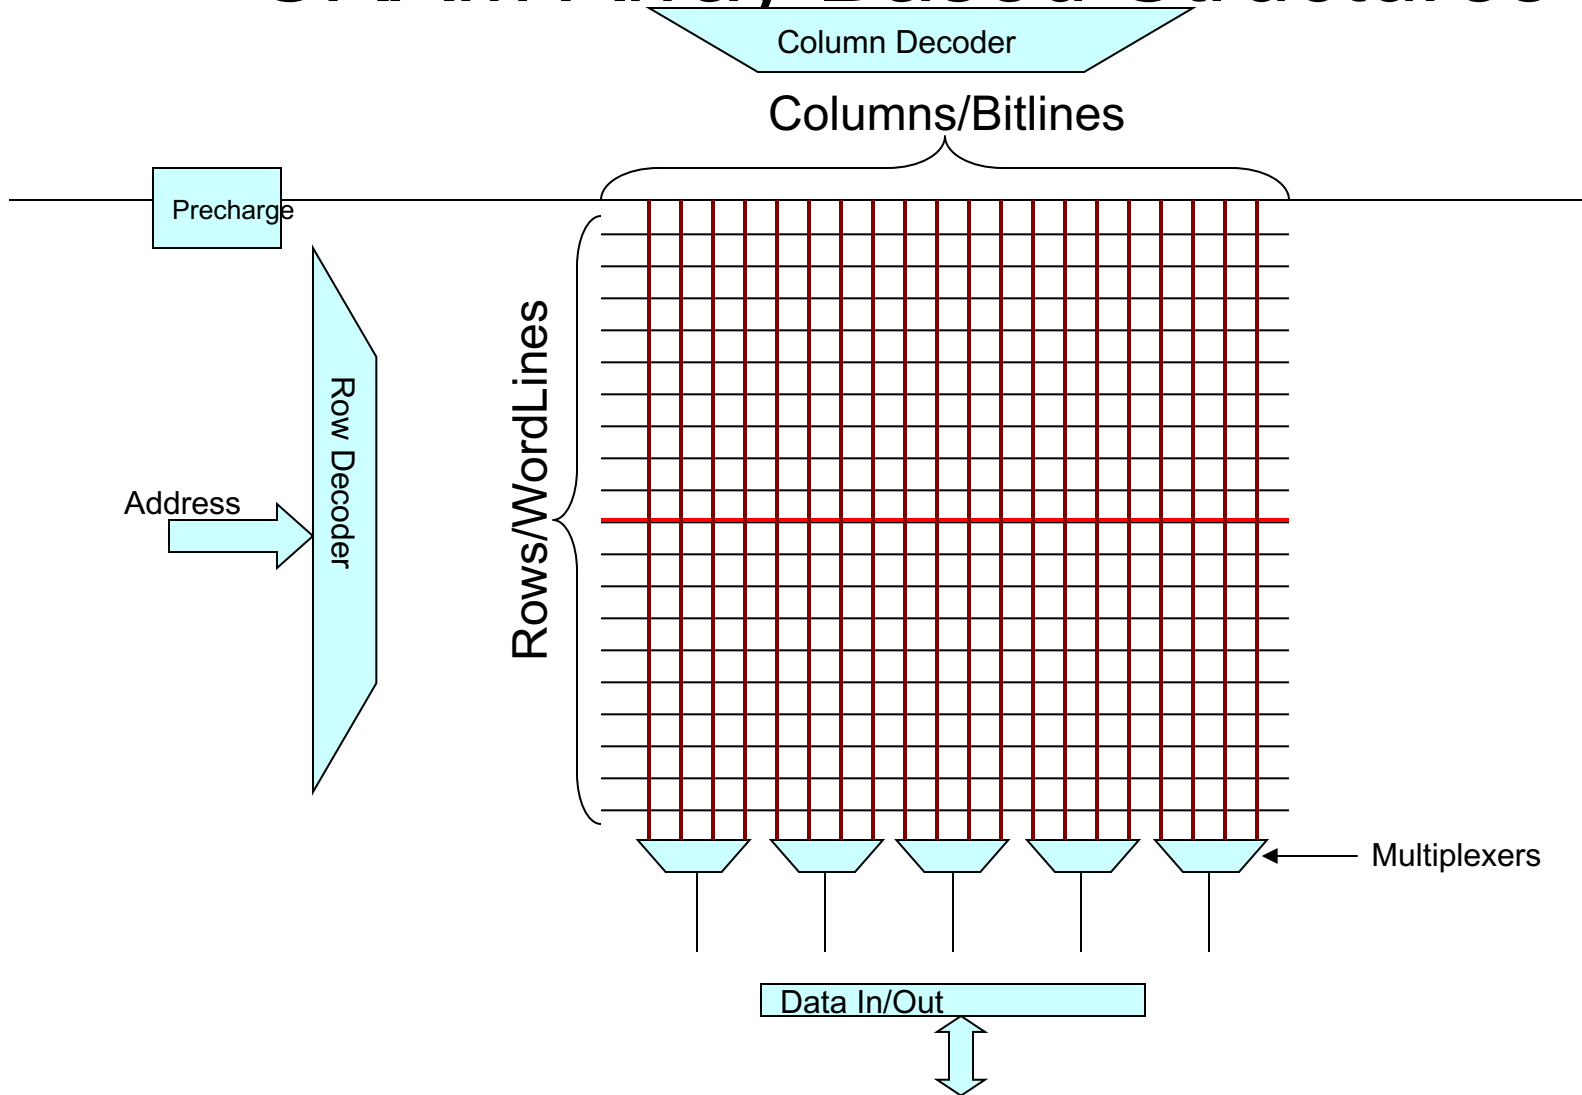 Column Decoder
Columns/Bitlines
Precharge
Rows/WordLines
Row Decoder
Address
Multiplexers
Data In/Out